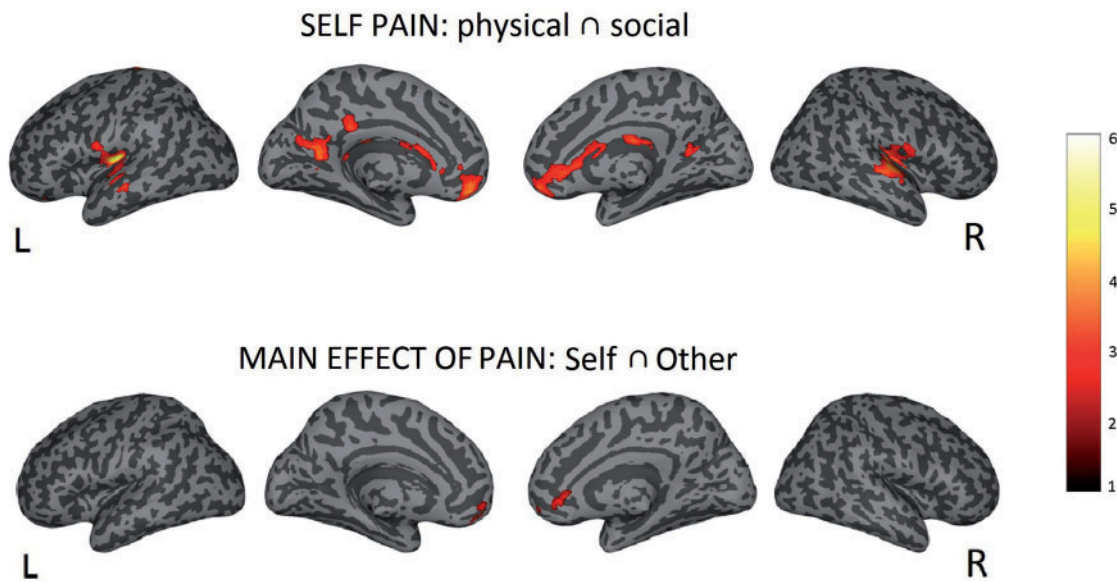 SELF PAIN: physical ∩ social
L
R
MAIN EFFECT OF PAIN: Self ∩ Other
L
R
6
5
4
3
2
1